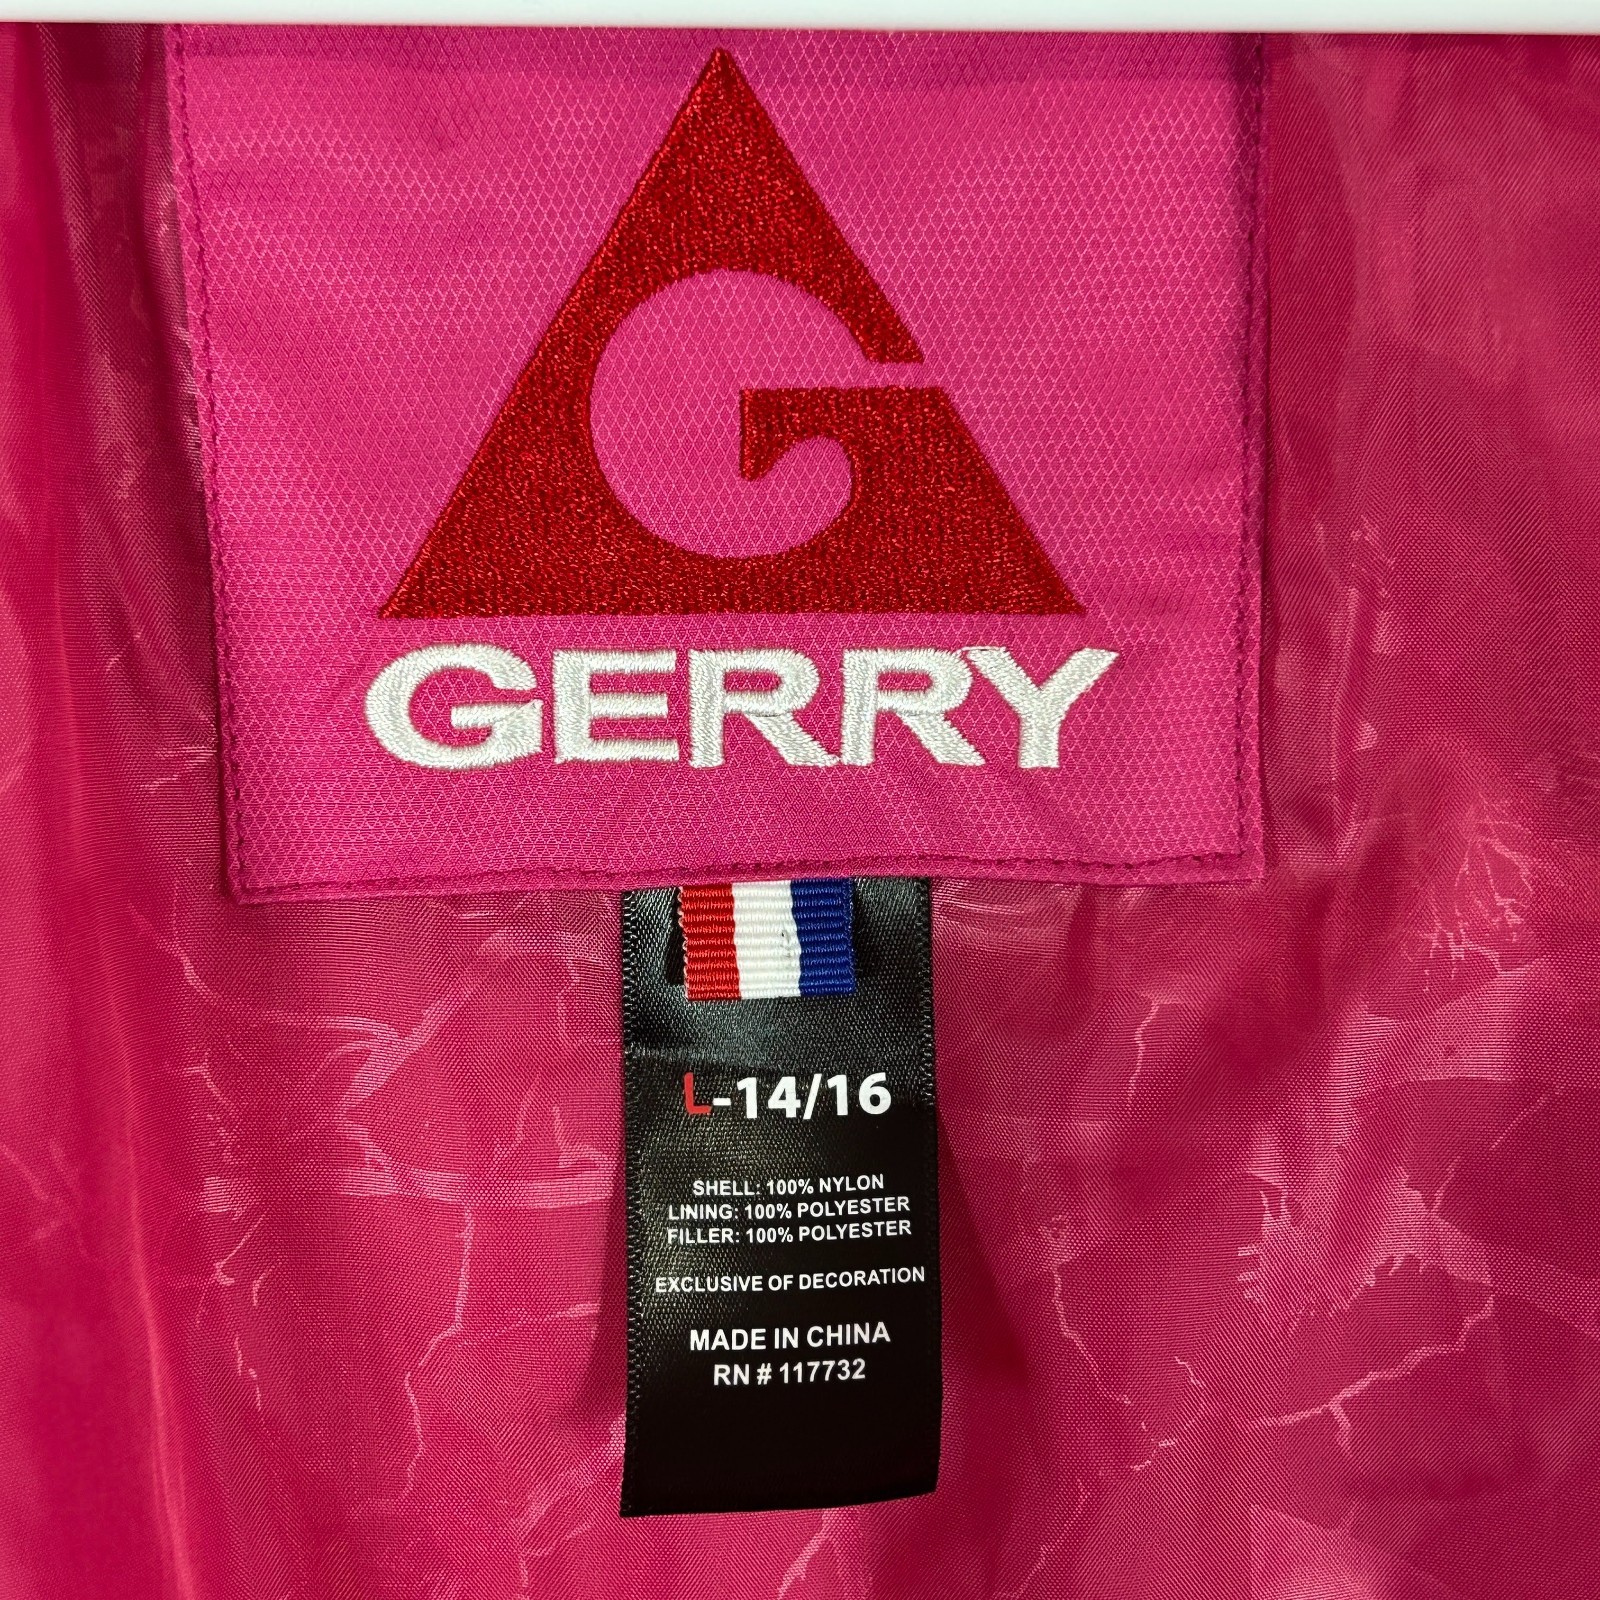 G
GERRY
L-14/16
SHELL: 100% NYLON
LINING: 100% POLYESTER
FILLER: 100% POLYESTER
EXCLUSIVE OF DECORATION
MADE IN CHINA
RN # 117732